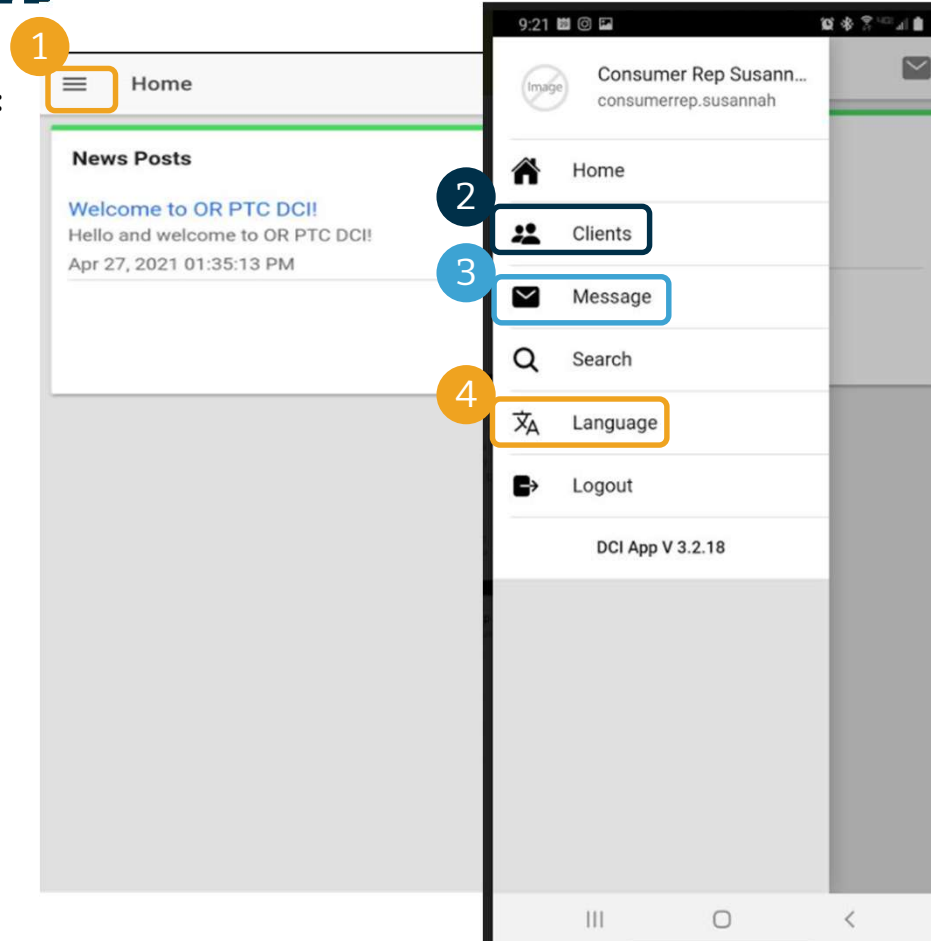 1
:
Home
News Posts
Welcome to OR PTC DCI!
Hello and welcome to OR PTC DCI!
Apr 27, 2021 01:35:13 PM
9:21
Image
Consumer Rep Susann...
consumerrep.susannah
Home
2
Clients
3
Message
Search
4
Language
Logout
DCI App V 3.2.18